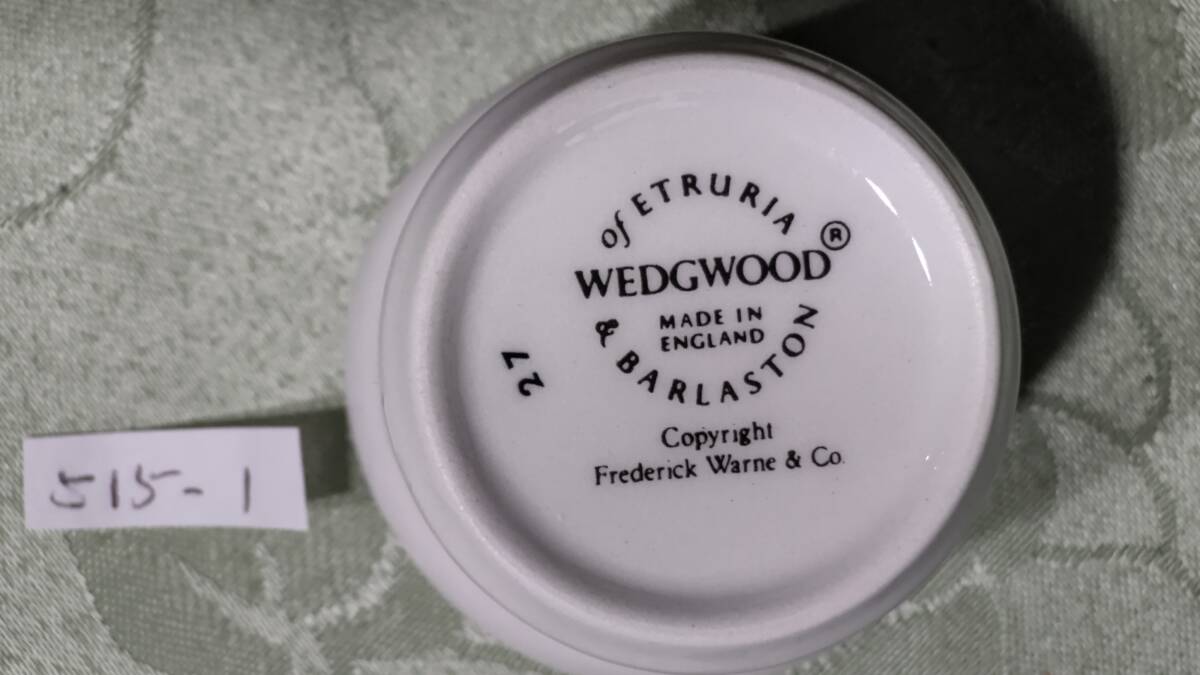 of ETRURIA
WEDGWOOD®
MADE IN
ENGLAND
& BARLASTON
27
Copyright
Frederick Warne & Co.
515-1